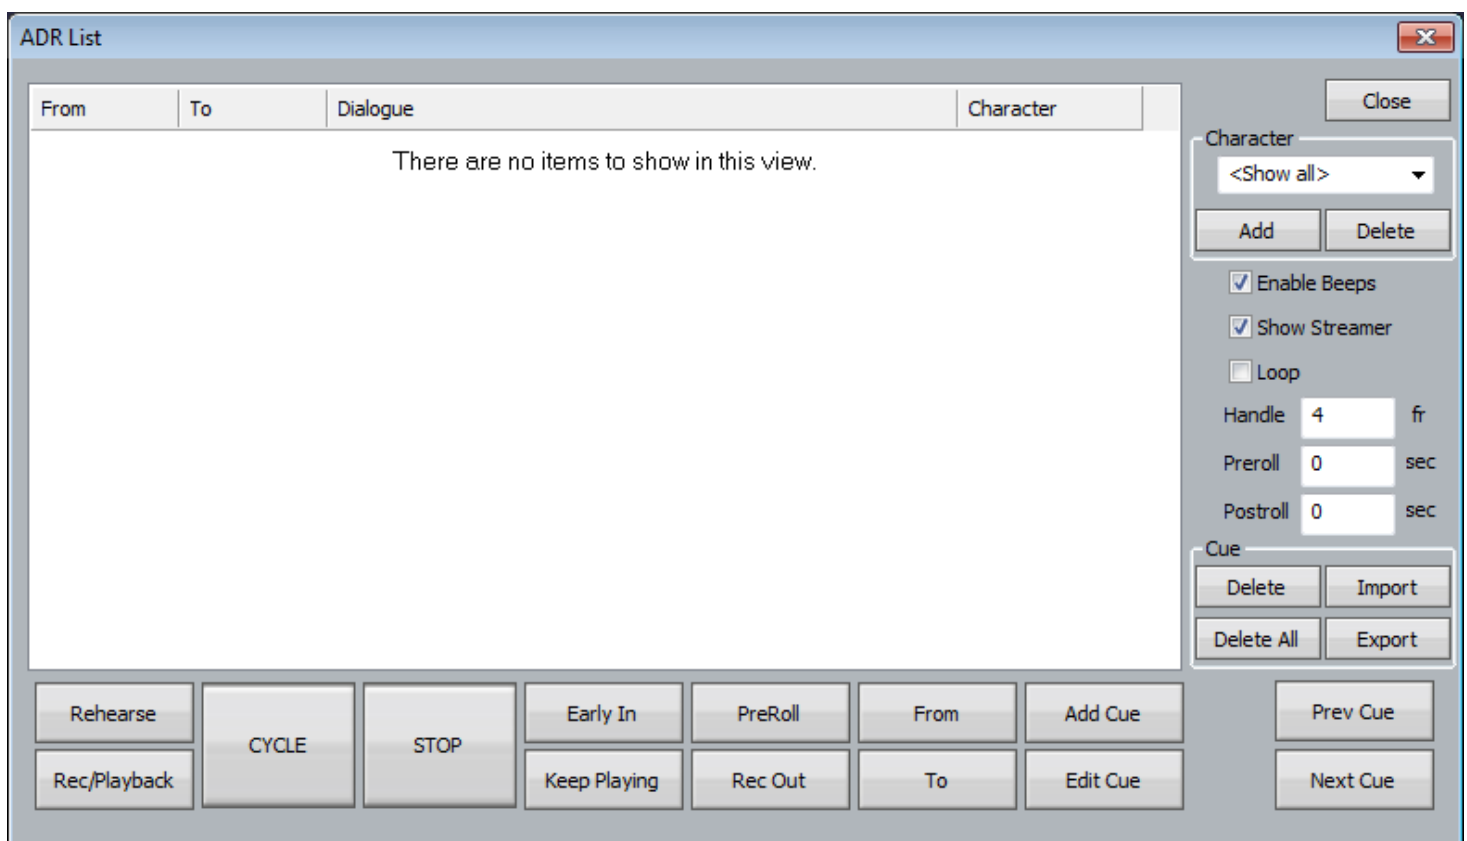 ADR List
Close
From To Dialogue Character
There are no items to show in this view.
Character
<Show all>
Add Delete
Enable Beeps
Show Streamer
Loop
Handle 4 fr
Preroll 0 sec
Postroll 0 sec
Cue
Delete Import
Delete All Export
Rehearse CYCLE STOP Early In PreRoll From Add Cue Prev Cue
Rec/Playback Keep Playing Rec Out To Edit Cue Next Cue